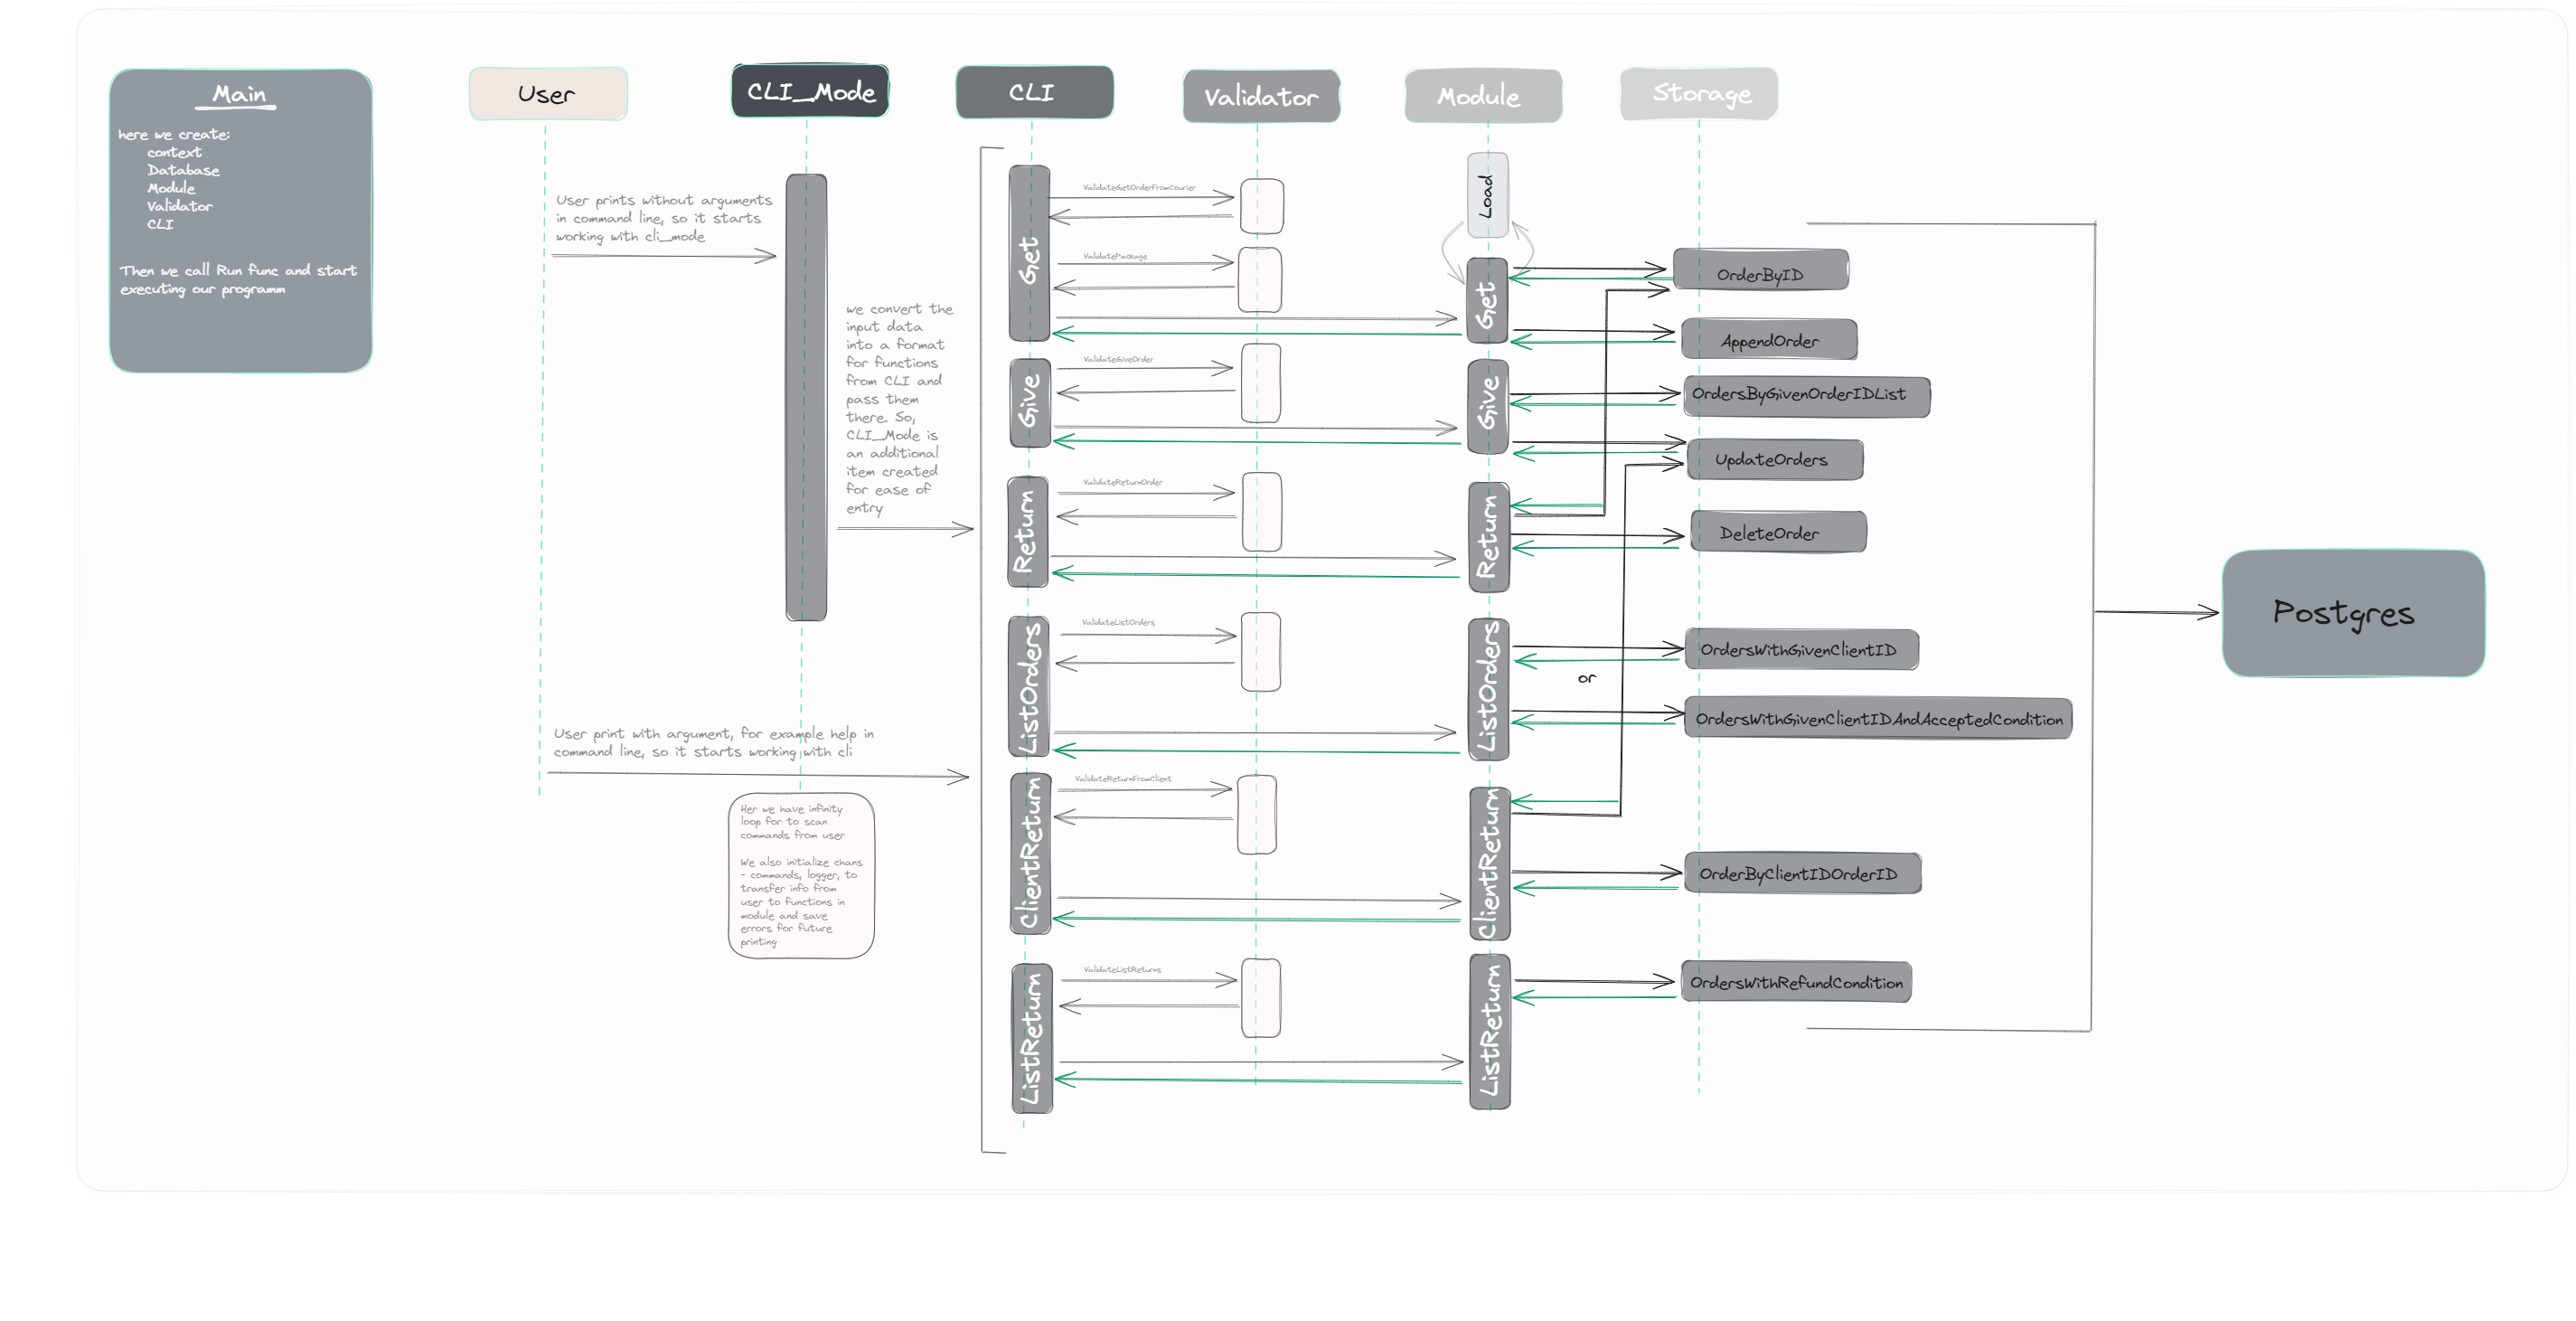 Main
here we create:
context
Database
Module
Validator
CLI
Then we call Run func and start
executing our programm
User
CLI_Mode
CLI
Validator
Module
Storage
User prints without arguments
in command line, so it starts
working with cli_mode
we convert the
input data
into a format
for functions
from CLI and
pass them
there. So,
CLI_Mode is
an additional
item created
for ease of
entry
User print with argument, for example help in
command line, so it starts working with cli
Her we have infinity
loop for to scan
commands from user
We also initialize chans
- commands, logger, to
transfer info from
user to functions in
module and save
errors for future
printing
Get
Give
Return
ListOrders
ClientReturn
ListReturn
ValidateGetOrderFromCourier
ValidatePackage
ValidateGiveOrder
ValidateReturnOrder
ValidateListOrders
ValidateReturnFromClient
ValidateListReturns
Load
Get
Give
Return
ListOrders
ClientReturn
ListReturn
OrderByID
AppendOrder
OrdersByGivenOrderIDList
UpdateOrders
DeleteOrder
OrdersWithGivenClientID
or
OrdersWithGivenClientIDAndAcceptedCondition
OrderByClientIDOrderID
OrdersWithRefundCondition
Postgres